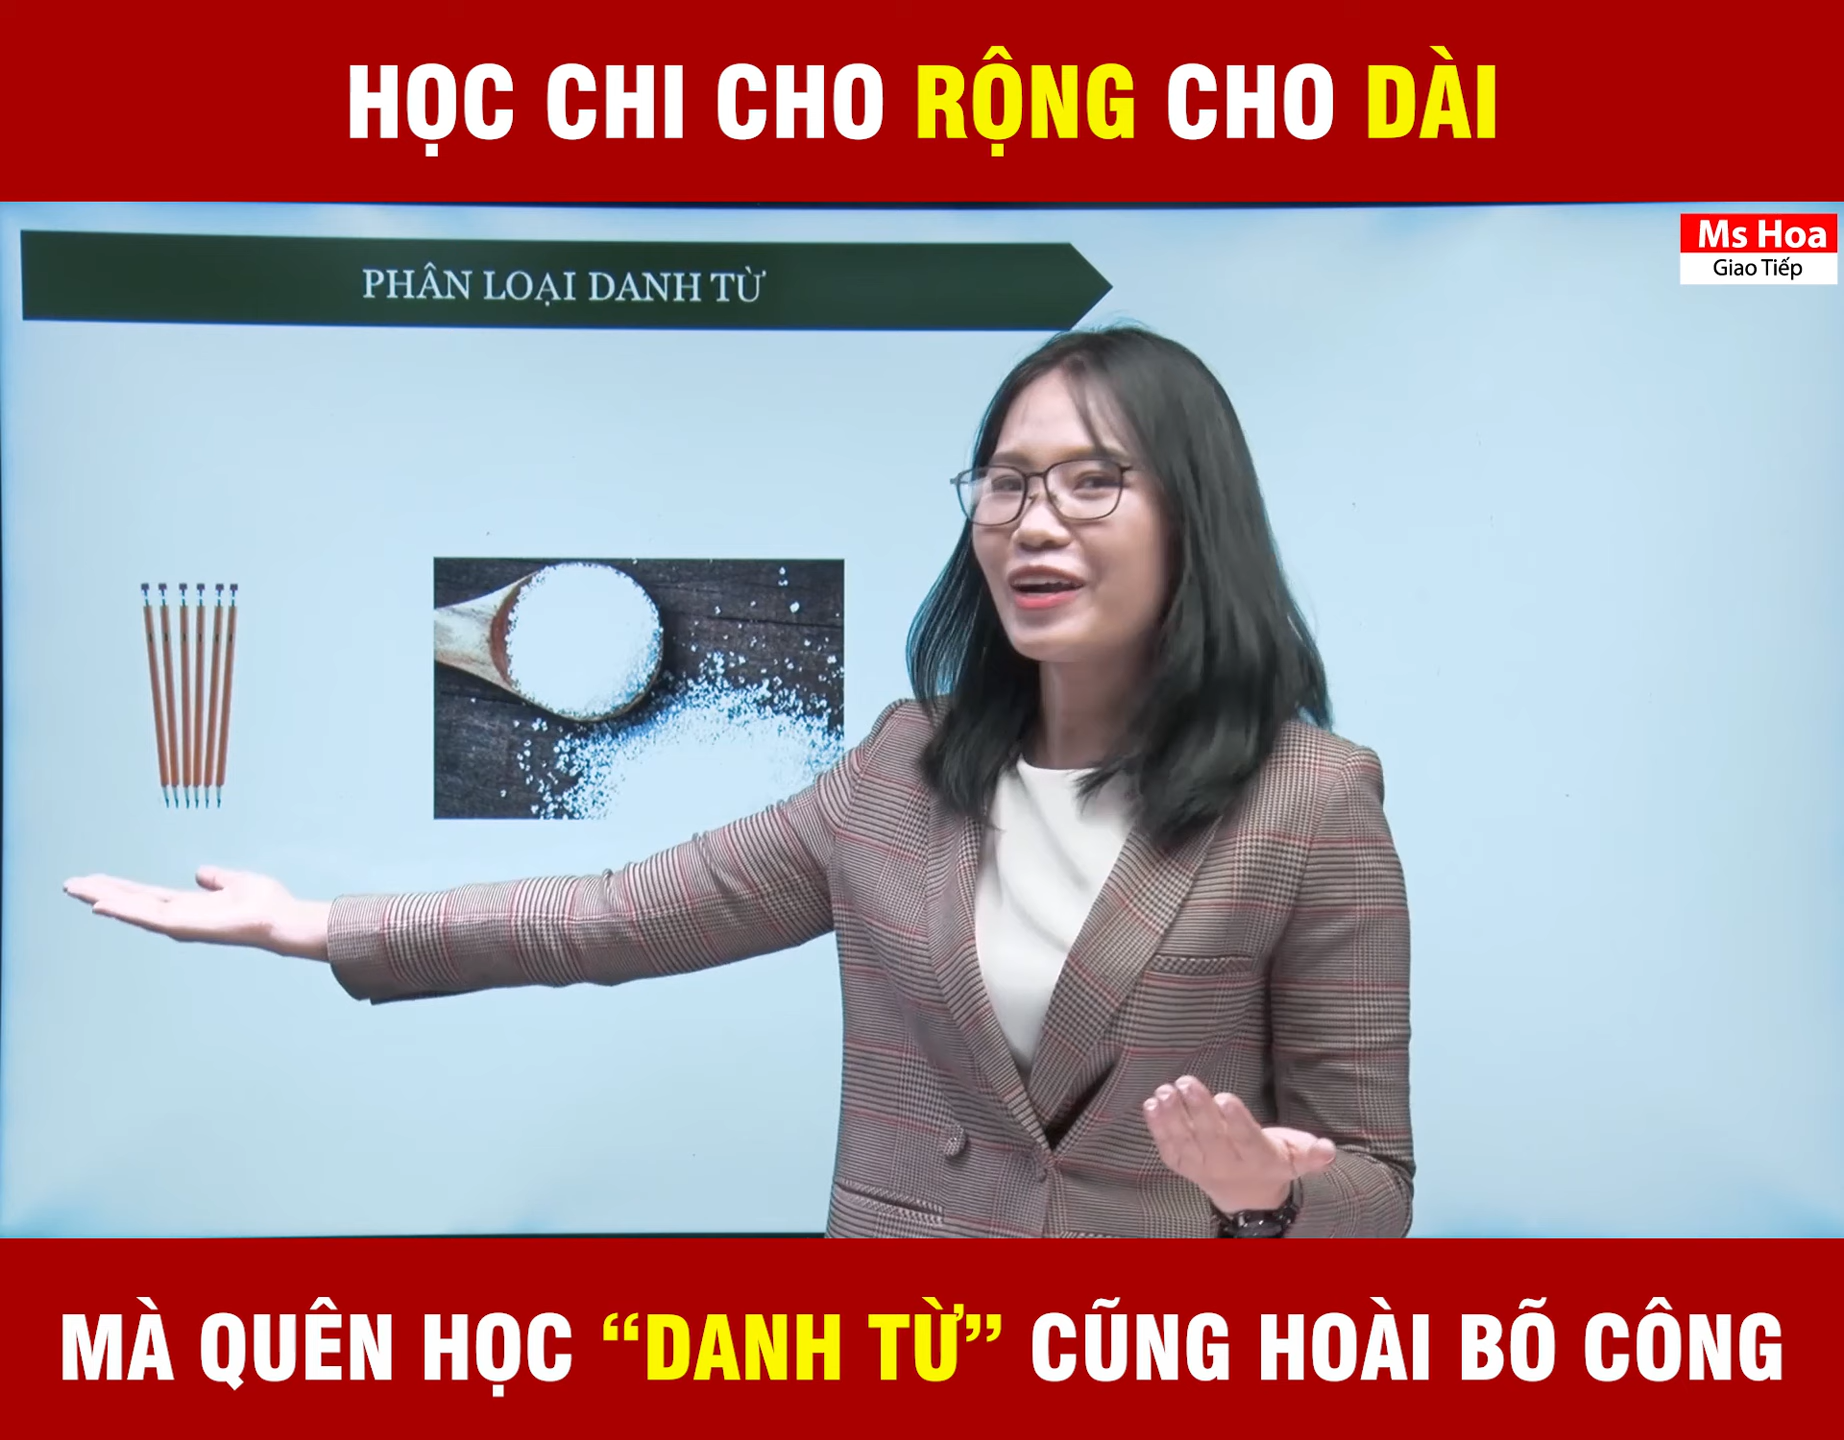 HỌC CHI CHO RỘNG CHO DÀI
Ms Hoa
Giao Tiếp
PHÂN LOẠI DANH TỪ
MÀ QUÊN HỌC “DANH TỪ” CŨNG HOÀI BÕ CÔNG